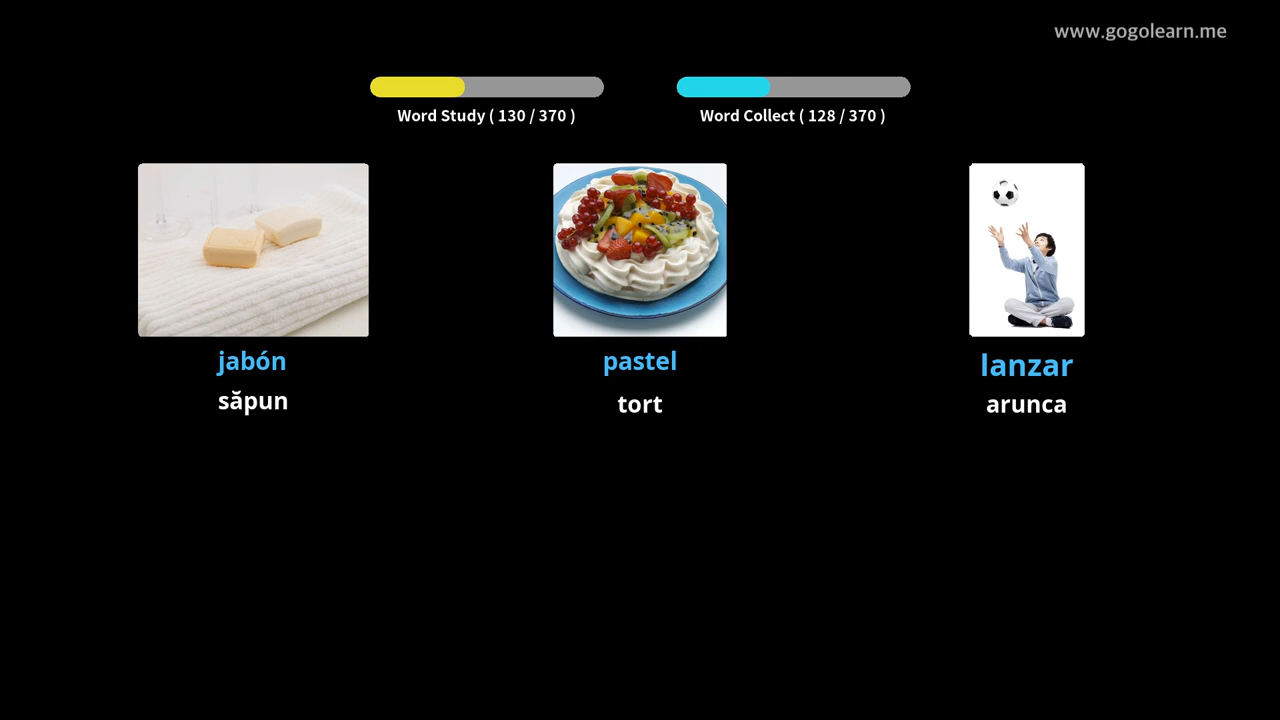 www.gogolearn.me
Word Study ( 130 / 370 )
Word Collect ( 128 / 370 )
jabón
săpun
pastel
tort
lanzar
arunca